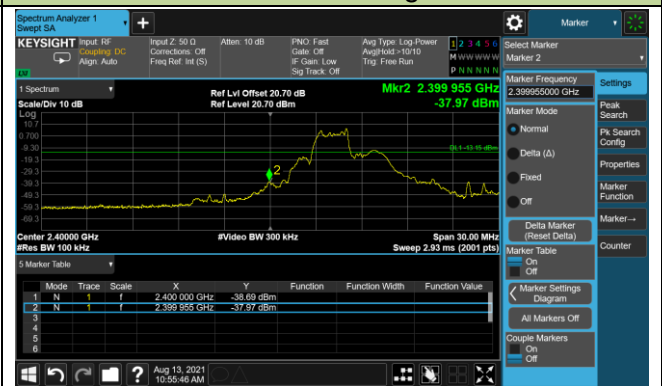 Spectrum Analyzer 1
Swept SA
+
Marker
KEYSIGHT
Input: RF
Coupling: DC
Align: Auto
Input Z: 50 Ω
Corrections: Off
Freq Ref: Int (S)
Atten: 10 dB
PNO: Fast
Gate: Off
IF Gain: Low
Sig Track: Off
Avg Type: Log-Power
Avg|Hold:>10/10
Trig: Free Run
1 2 3 4 5 6
M W W W W W
P N N N N N
Select Marker
Marker 2
1 Spectrum
Scale/Div 10 dB
Ref Lvl Offset 20.70 dB
Ref Level 20.70 dBm
Mkr2 2.399 955 GHz
-37.97 dBm
Log
10.7
0.700
-9.30
-19.3
-29.3
-39.3
-49.3
-59.3
-69.3
DL1 -13.15 dBm
2
Center 2.40000 GHz
#Res BW 100 kHz
#Video BW 300 kHz
Span 30.00 MHz
Sweep 2.93 ms (2001 pts)
5 Marker Table
Mode Trace Scale X Y Function Function Width Function Value
1 N 1 f 2.400 000 GHz -38.69 dBm
2 N 1 f 2.399 955 GHz -37.97 dBm
3
4
5
6
Marker Frequency
2.399955000 GHz
Marker Mode
Normal
Delta (Δ)
Fixed
Off
Delta Marker
(Reset Delta)
Marker Table
On
Off
Marker Settings
Diagram
All Markers Off
Couple Markers
On
Off
Settings
Peak
Search
Pk Search
Config
Properties
Marker
Function
Marker→
Counter
?
Aug 13, 2021
10:55:46 AM